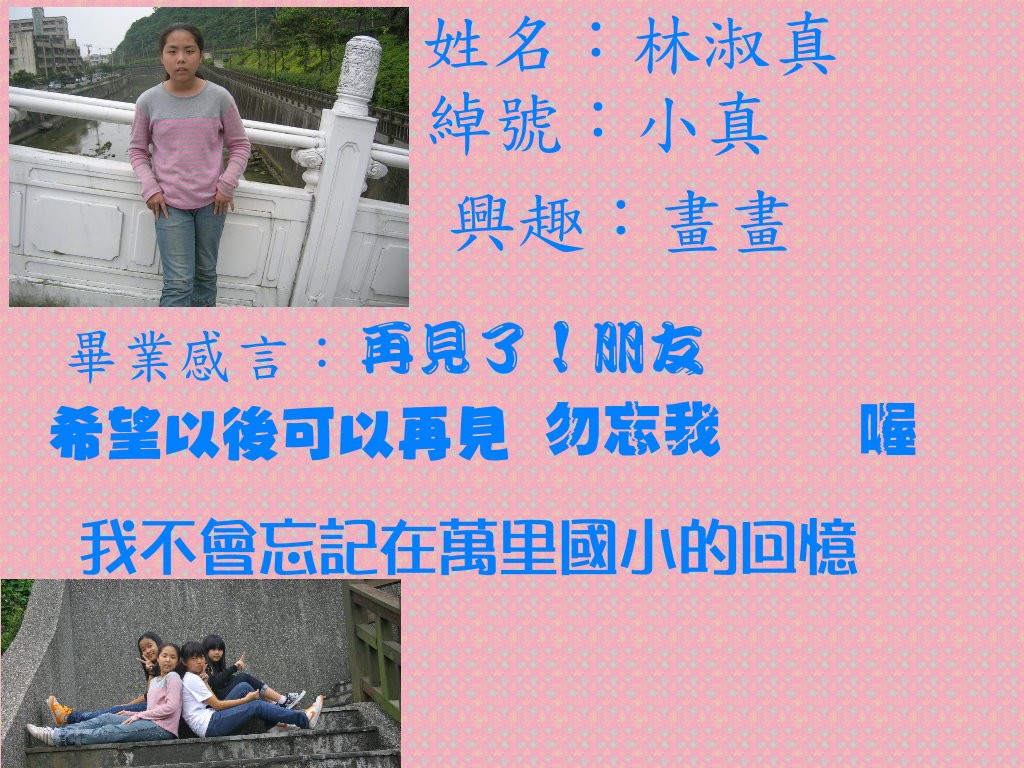 姓名：林淑真
綽號：小真
興趣：畫畫
畢業感言：再見了！朋友
希望以後可以再見 勿忘我 喔
我不會忘記在萬里國小的回憶